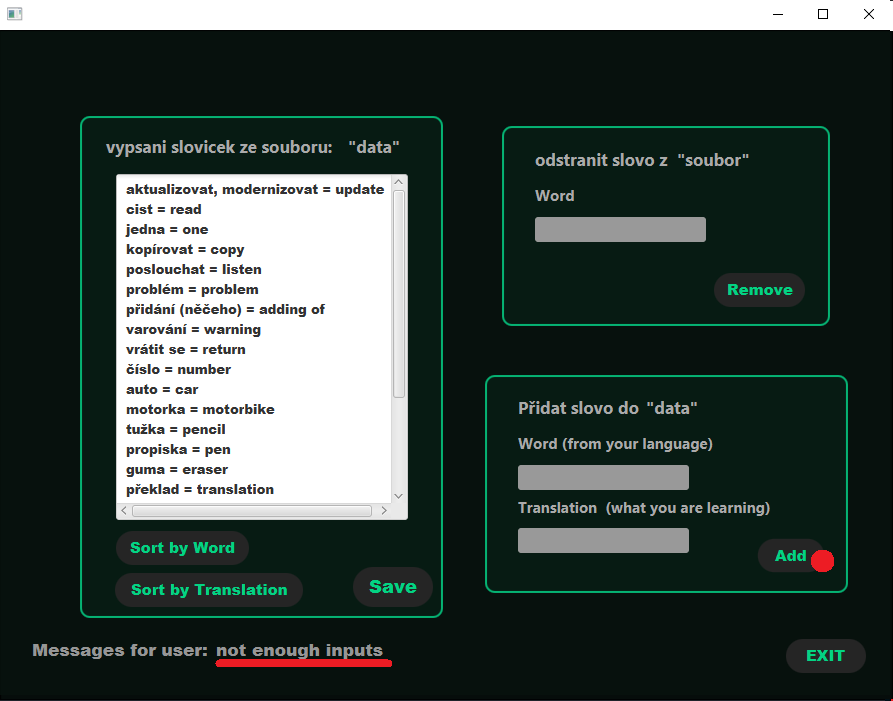 vypsani slovicek ze souboru: "data"
aktualizovat, modernizovat = update
cist = read
jedna = one
kopírovat = copy
poslouchat = listen
problém = problem
přidání (něčeho) = adding of
varování = warning
vrátit se = return
číslo = number
auto = car
motorka = motorbike
tužka = pencil
propiska = pen
guma = eraser
překlad = translation
Sort by Word
Sort by Translation
Save
odstranit slovo z "soubor"
Word
Remove
Přidat slovo do "data"
Word (from your language)
Translation (what you are learning)
Add
Messages for user: not enough inputs
EXIT